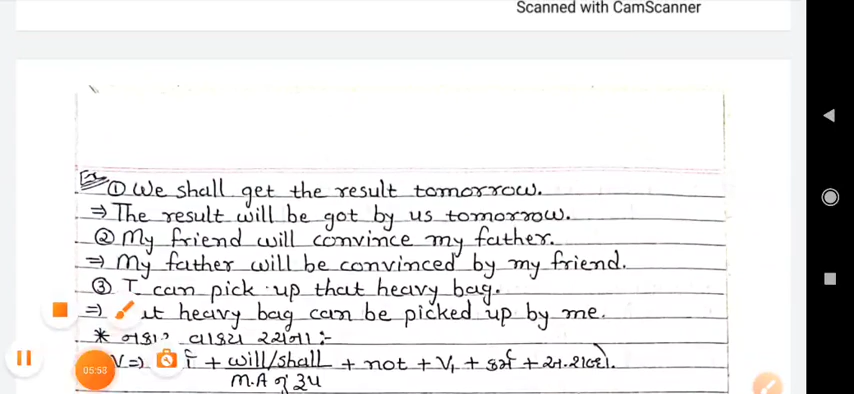 Scanned with CamScanner
Ex ① We shall get the result tomorrow.
⇒ The result will be got by us tomorrow.
② My friend will convince my father.
⇒ My father will be convinced by my friend.
③ I can pick up that heavy bag.
⇒ t heavy bag can be picked up by me.
* નકાર વાક્ય રચના :-
V ⇒ + will/shall + not + V₁ + કર્મ + અ.શબ્દો.
M.A નું રૂપ
05:58